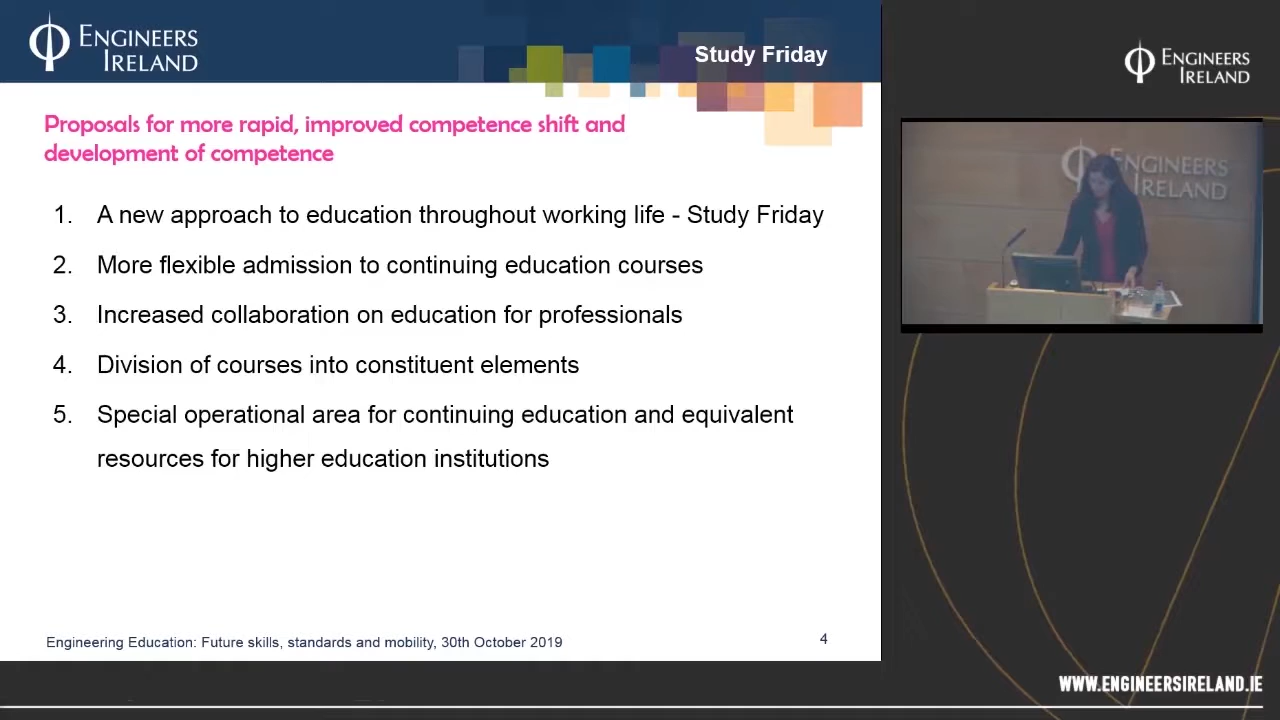 ENGINEERS
IRELAND
Study Friday
Proposals for more rapid, improved competence shift and
development of competence
1. A new approach to education throughout working life - Study Friday
2. More flexible admission to continuing education courses
3. Increased collaboration on education for professionals
4. Division of courses into constituent elements
5. Special operational area for continuing education and equivalent
resources for higher education institutions
Engineering Education: Future skills, standards and mobility, 30th October 2019
4
ENGINEERS
IRELAND
ENGINEERS
IRELAND
WWW.ENGINEERSIRELAND.IE